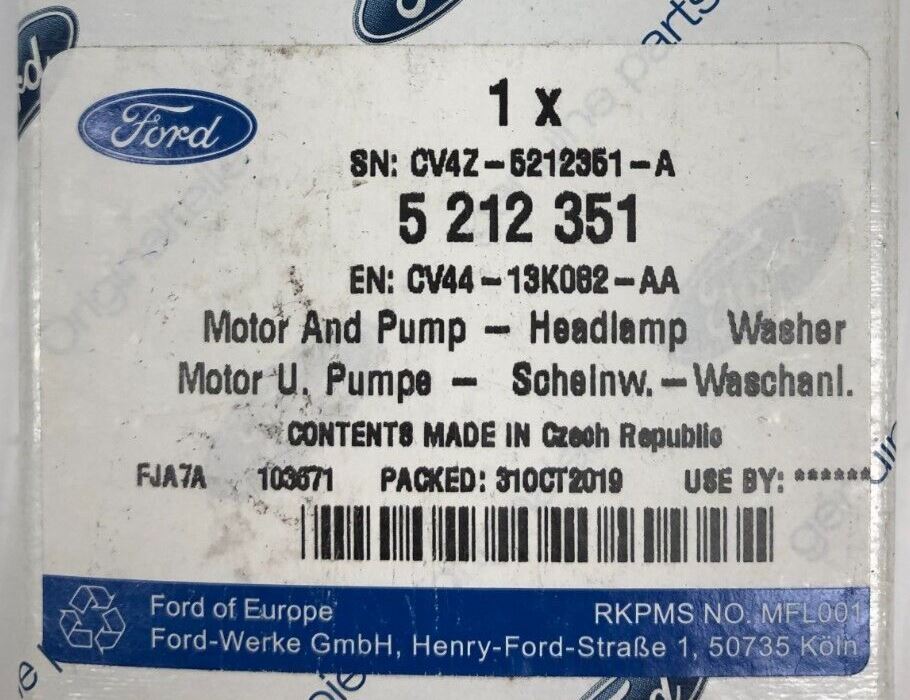 Ford
1 x
SN: CV4Z-5212351-A
5 212 351
EN: CV44-13K082-AA
Motor And Pump - Headlamp Washer
Motor U. Pumpe - Scheinw.-Waschanl.
CONTENTS MADE IN Czech Republic
FJA7A 103671 PACKED: 31OCT2019 USE BY: ******
Ford of Europe RKPMS NO. MFL001
Ford-Werke GmbH, Henry-Ford-Straße 1, 50735 Köln